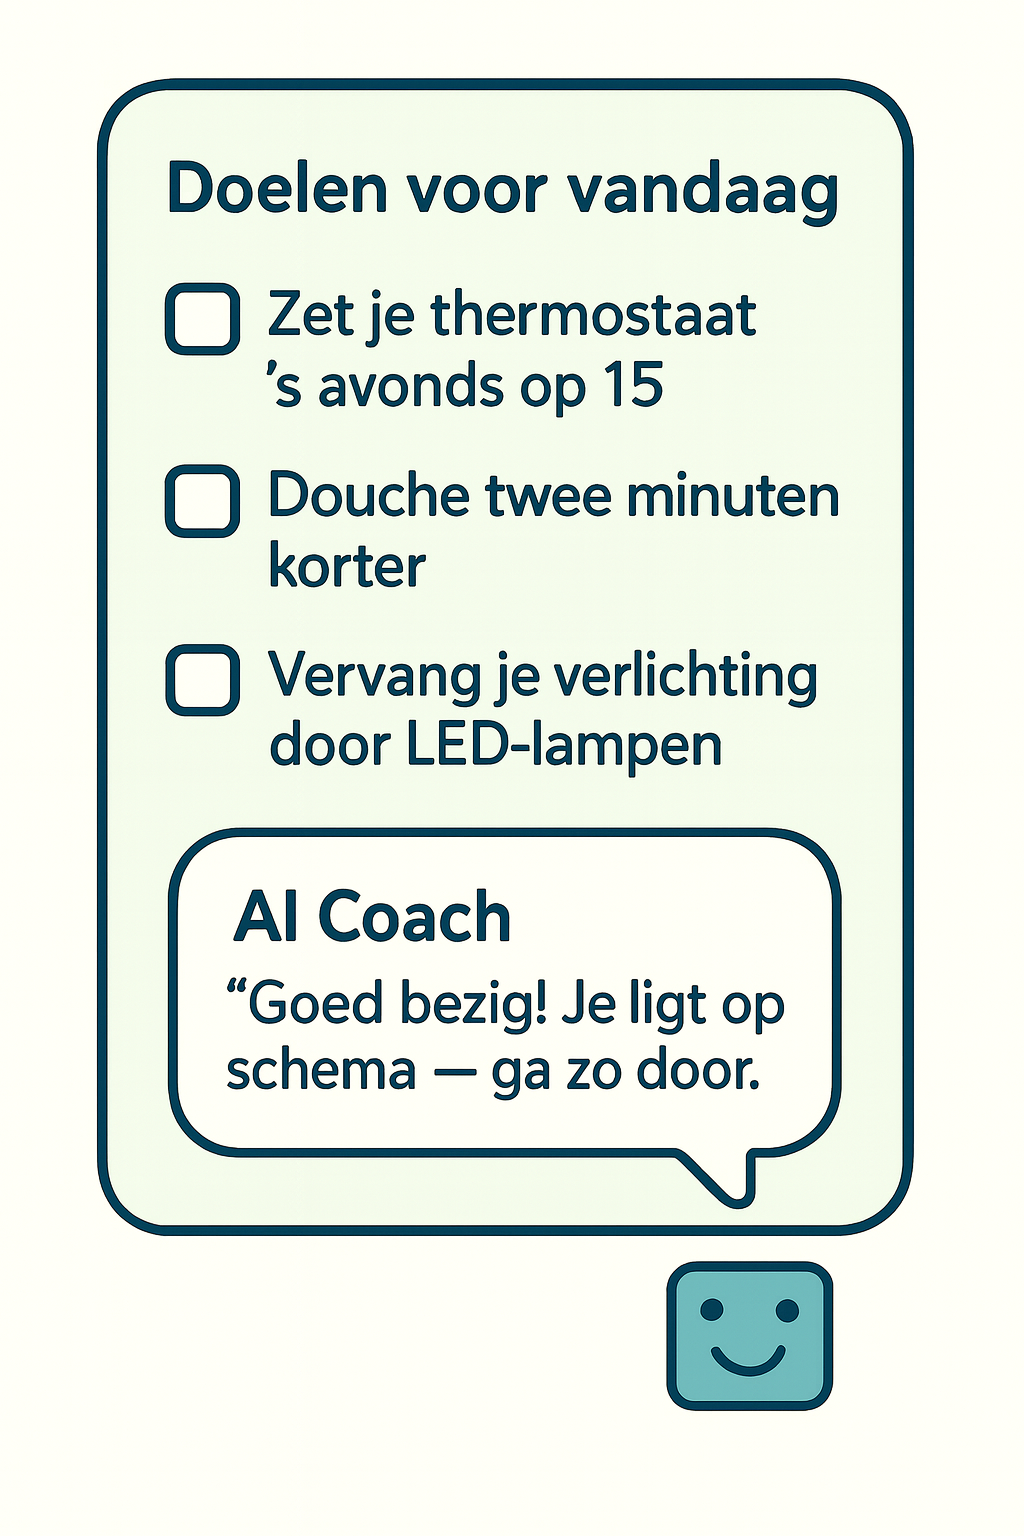 Doelen voor vandaag
Zet je thermostaat
’s avonds op 15
Douche twee minuten
korter
Vervang je verlichting
door LED-lampen
AI Coach
“Goed bezig! Je ligt op
schema — ga zo door.